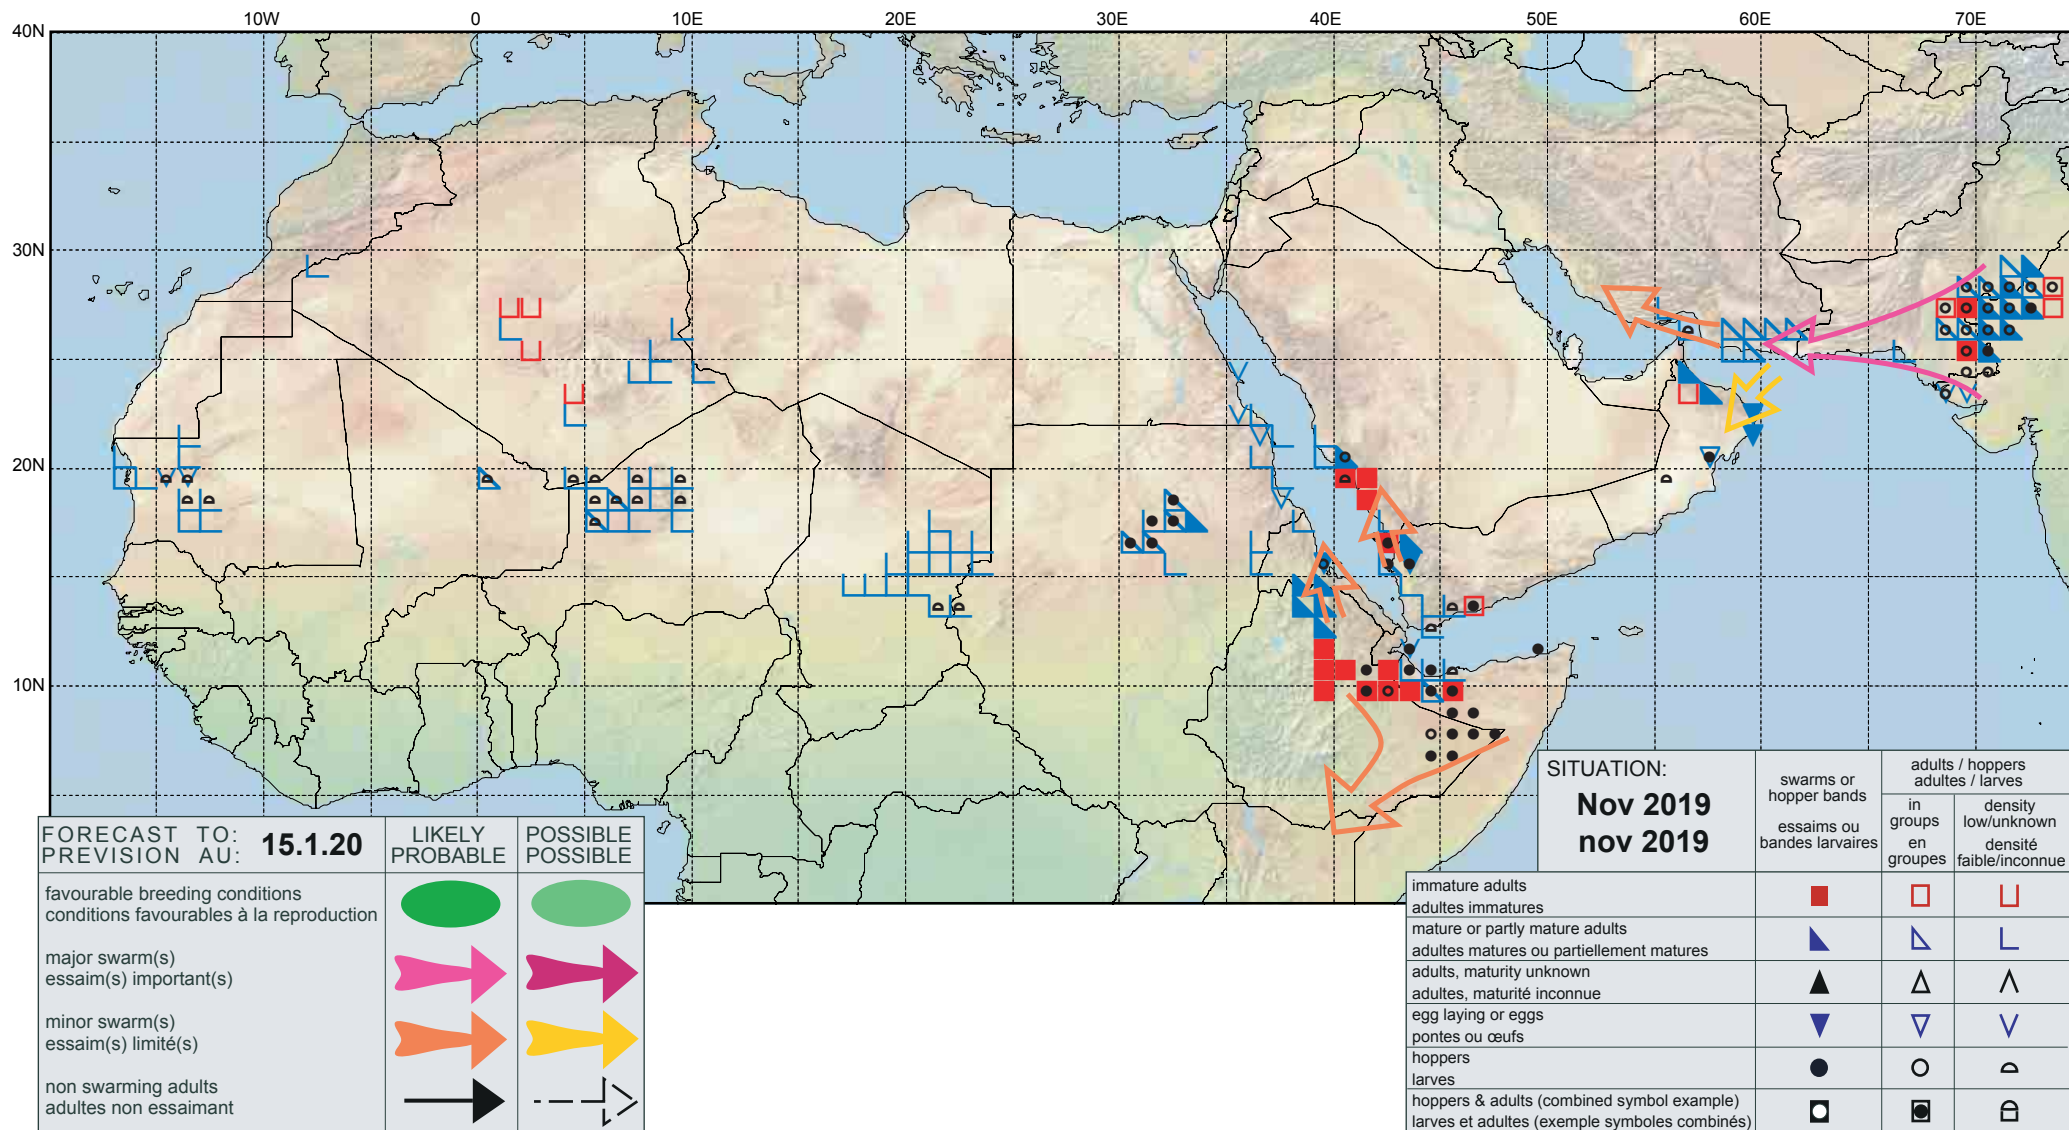 10W 0 10E 20E 30E 40E 50E 60E 70E
40N
30N
20N
10N
FORECAST TO:
PREVISION AU:
15.1.20
LIKELY
PROBABLE
POSSIBLE
POSSIBLE
favourable breeding conditions
conditions favourables à la reproduction
major swarm(s)
essaim(s) important(s)
minor swarm(s)
essaim(s) limité(s)
non swarming adults
adultes non essaimant
SITUATION:
Nov 2019
nov 2019
swarms or
hopper bands
essaims ou
bandes larvaires
adults / hoppers
adultes / larves
in
groups
en
groupes
density
low/unknown
densité
faible/inconnue
immature adults
adultes immatures
mature or partly mature adults
adultes matures ou partiellement matures
adults, maturity unknown
adultes, maturité inconnue
egg laying or eggs
pontes ou œufs
hoppers
larves
hoppers & adults (combined symbol example)
larves et adultes (exemple symboles combinés)